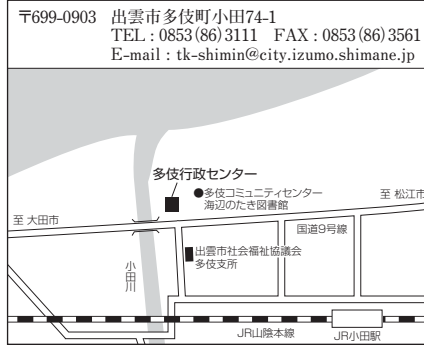 〒699-0903 出雲市多伎町小田74-1
TEL : 0853(86)3111 FAX : 0853(86)3561
E-mail : tk-shimin@city.izumo.shimane.jp
多伎行政センター
●多伎コミュニティセンター
海辺のたき図書館
至 松江市
至 大田市
国道9号線
出雲市社会福祉協議会
多伎支所
小田川
JR山陰本線
JR小田駅